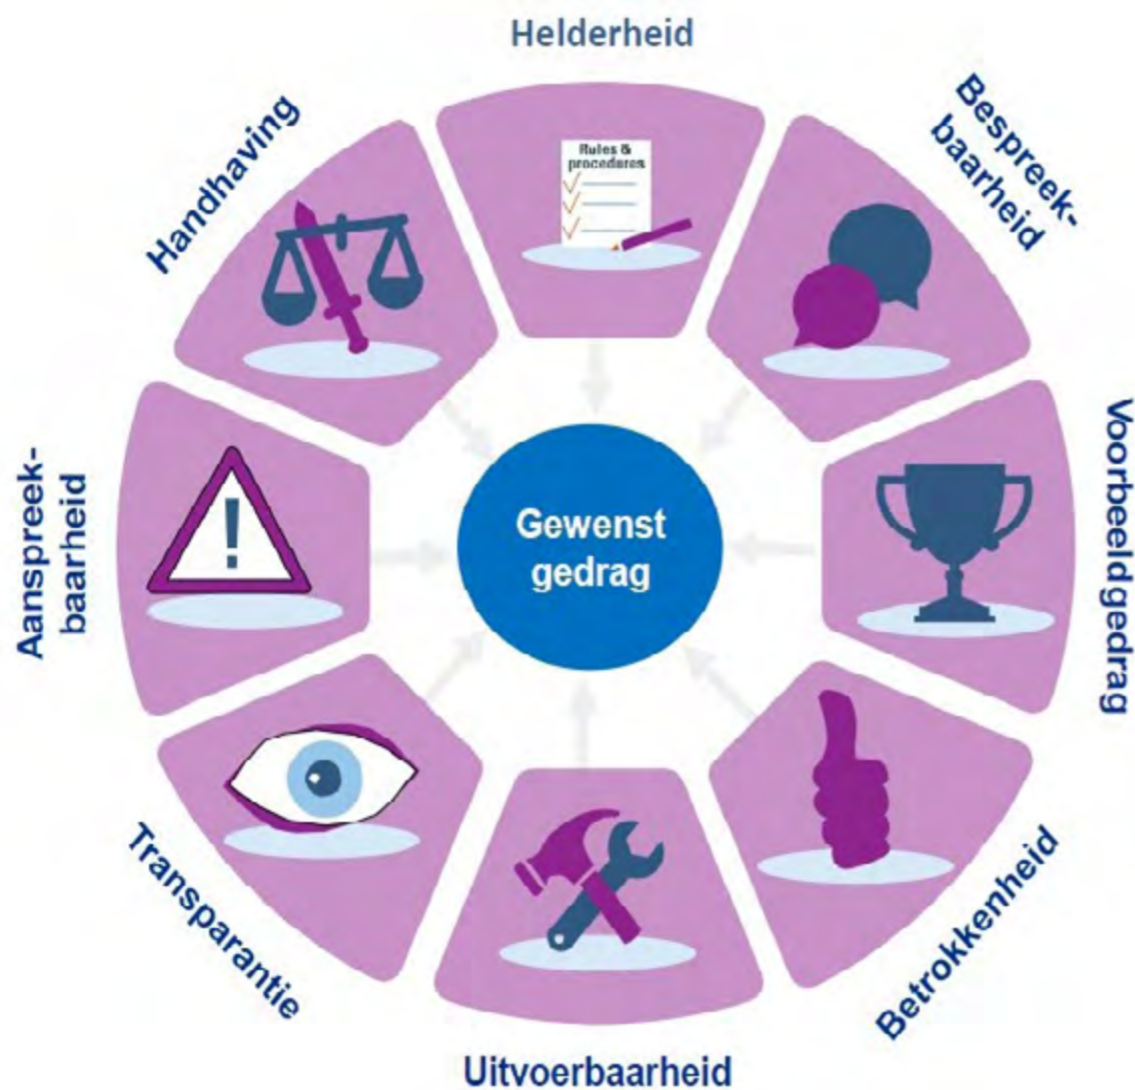 Helderheid
Bespreek-
baarheid
Voorbeeldgedrag
Betrokkenheid
Uitvoerbaarheid
Transparantie
Aanspreek-
baarheid
Handhaving
Rules &
procedures
Gewenst
gedrag